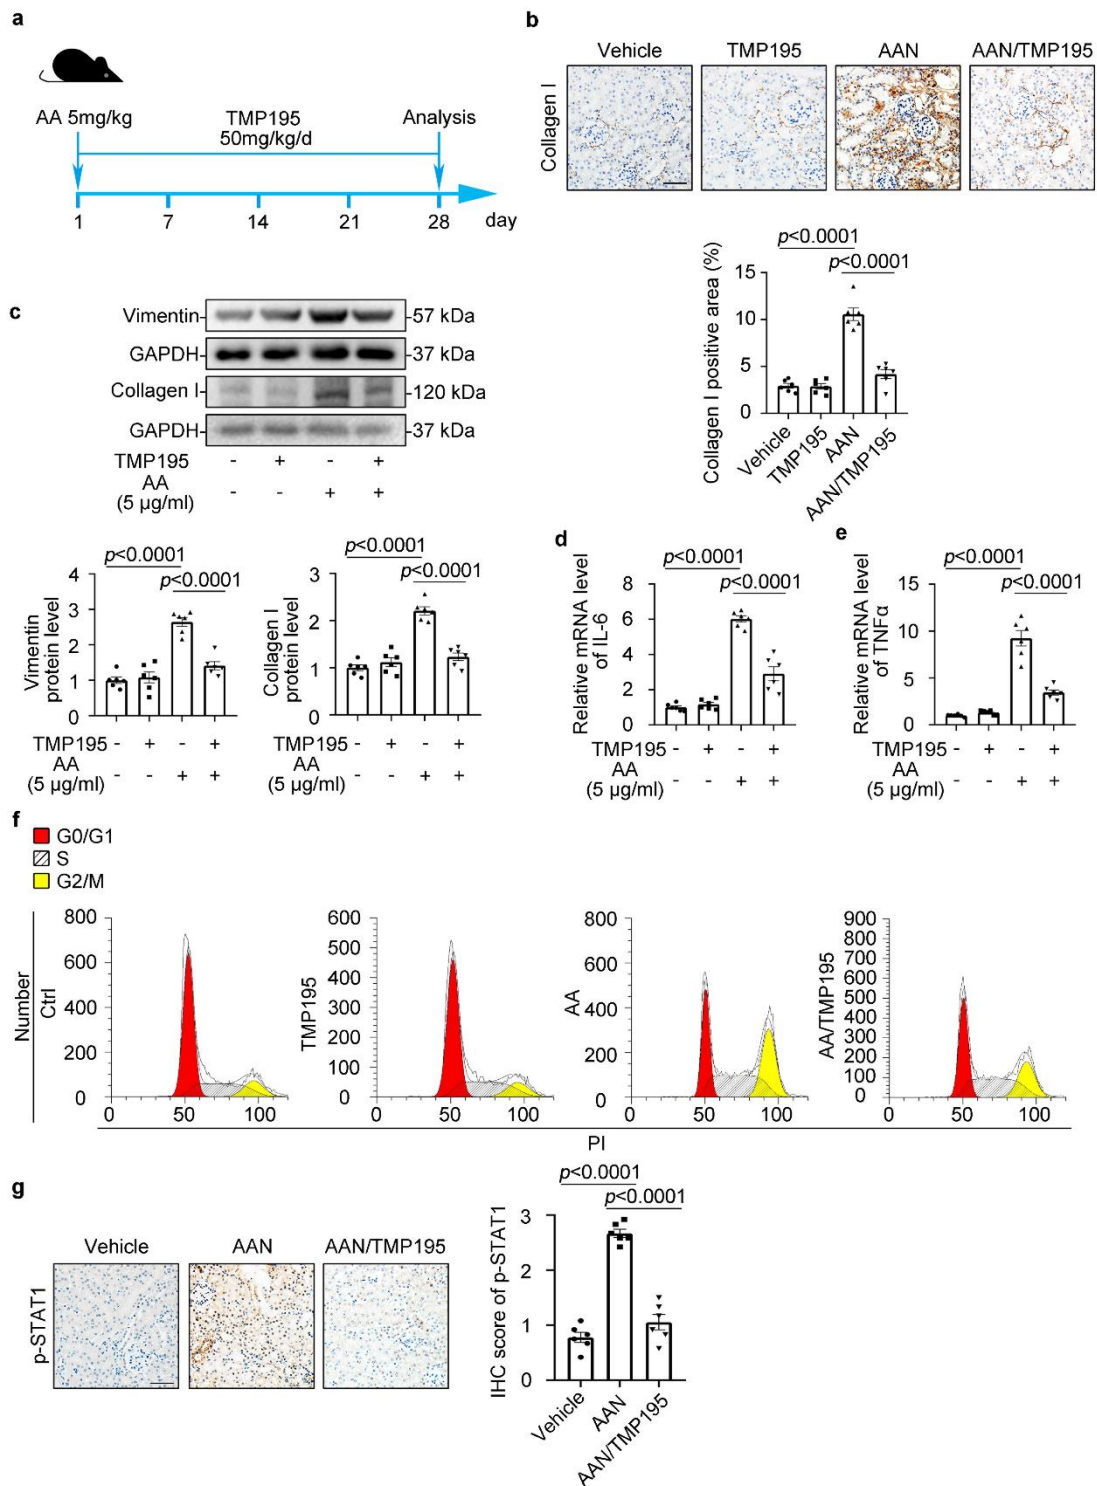 a
AA 5mg/kg
TMP195
50mg/kg/d
Analysis
1 7 14 21 28 day
b
Vehicle TMP195 AAN AAN/TMP195
Collagen I
p<0.0001
p<0.0001
Collagen I positive area (%)
15
10
5
0
Vehicle TMP195 AAN AAN/TMP195
c
Vimentin 57 kDa
GAPDH 37 kDa
Collagen I 120 kDa
GAPDH 37 kDa
TMP195 - + - +
AA
(5 µg/ml) - - + +
p<0.0001
p<0.0001
Vimentin
protein level
4
3
2
1
0
TMP195 - + - +
AA
(5 µg/ml) - - + +
p<0.0001
p<0.0001
Collagen I
protein level
3
2
1
0
TMP195 - + - +
AA
(5 µg/ml) - - + +
d
p<0.0001
p<0.0001
Relative mRNA level
of IL-6
8
6
4
2
0
TMP195 - + - +
AA
(5 µg/ml) - - + +
e
p<0.0001
p<0.0001
Relative mRNA level
of TNFα
15
10
5
0
TMP195 - + - +
AA
(5 µg/ml) - - + +
f
G0/G1
S
G2/M
Number
Ctrl
800
600
400
200
0
0 50 100
TMP195
600
500
400
300
200
100
0
0 50 100
AA
800
600
400
200
0
0 50 100
AA/TMP195
900
800
700
600
500
400
300
200
100
0
0 50 100
PI
g
Vehicle AAN AAN/TMP195
p-STAT1
p<0.0001
p<0.0001
IHC score of p-STAT1
3
2
1
0
Vehicle AAN AAN/TMP195